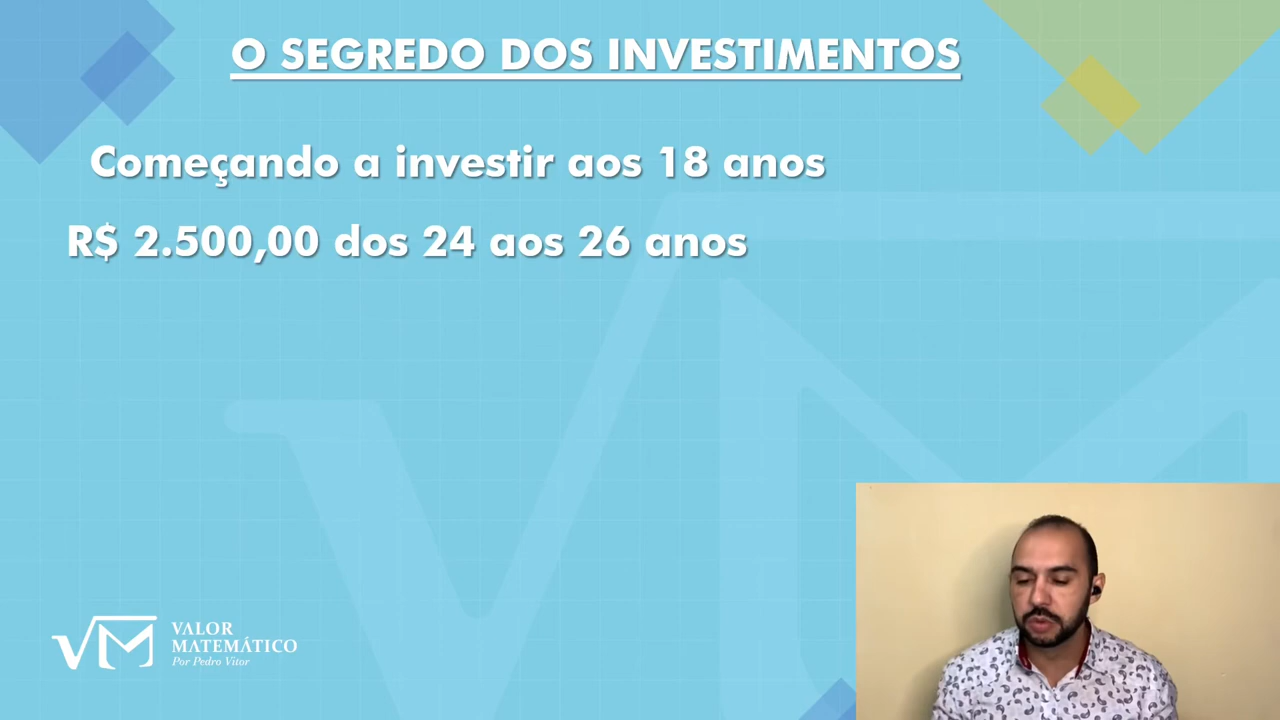 O SEGREDO DOS INVESTIMENTOS
Começando a investir aos 18 anos
R$ 2.500,00 dos 24 aos 26 anos
VM
VALOR
MATEMÁTICO
Por Pedro Vitor